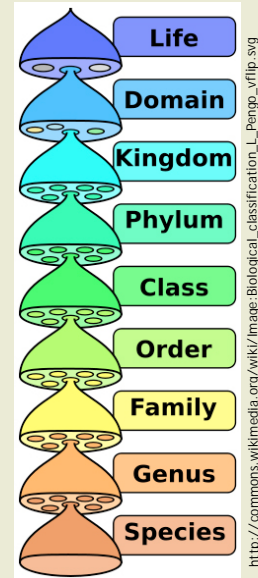 Life
Domain
Kingdom
Phylum
Class
Order
Family
Genus
Species
http://commons.wikimedia.org/wiki/Image:Biological_classification_L_Pengo_vflip.svg